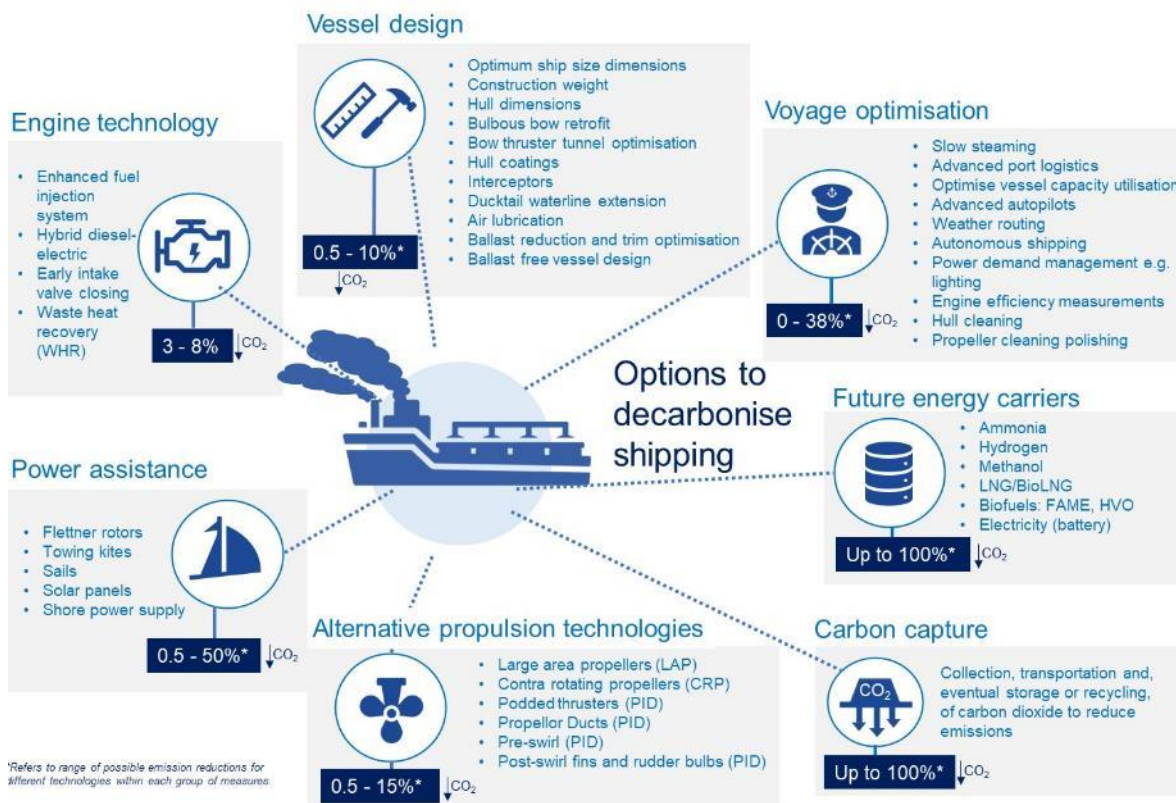 Vessel design
• Optimum ship size dimensions
• Construction weight
• Hull dimensions
• Bulbous bow retrofit
• Bow thruster tunnel optimisation
• Hull coatings
• Interceptors
• Ducktail waterline extension
• Air lubrication
• Ballast reduction and trim optimisation
• Ballast free vessel design
0.5 - 10%*
↓CO₂
Engine technology
• Enhanced fuel
injection
system
• Hybrid diesel-
electric
• Early intake
valve closing
• Waste heat
recovery
(WHR)
3 - 8% ↓CO₂
Voyage optimisation
• Slow steaming
• Advanced port logistics
• Optimise vessel capacity utilisation
• Advanced autopilots
• Weather routing
• Autonomous shipping
• Power demand management e.g.
lighting
• Engine efficiency measurements
• Hull cleaning
• Propeller cleaning polishing
0 - 38%* ↓CO₂
Options to
decarbonise
shipping
Future energy carriers
• Ammonia
• Hydrogen
• Methanol
• LNG/BioLNG
• Biofuels: FAME, HVO
• Electricity (battery)
Up to 100%* ↓CO₂
Power assistance
• Flettner rotors
• Towing kites
• Sails
• Solar panels
• Shore power supply
0.5 - 50%* ↓CO₂
Alternative propulsion technologies
• Large area propellers (LAP)
• Contra rotating propellers (CRP)
• Podded thrusters (PID)
• Propellor Ducts (PID)
• Pre-swirl (PID)
• Post-swirl fins and rudder bulbs (PID)
0.5 - 15%* ↓CO₂
Carbon capture
CO₂
Collection, transportation and,
eventual storage or recycling,
of carbon dioxide to reduce
emissions
Up to 100%* ↓CO₂
*Refers to range of possible emission reductions for
different technologies within each group of measures